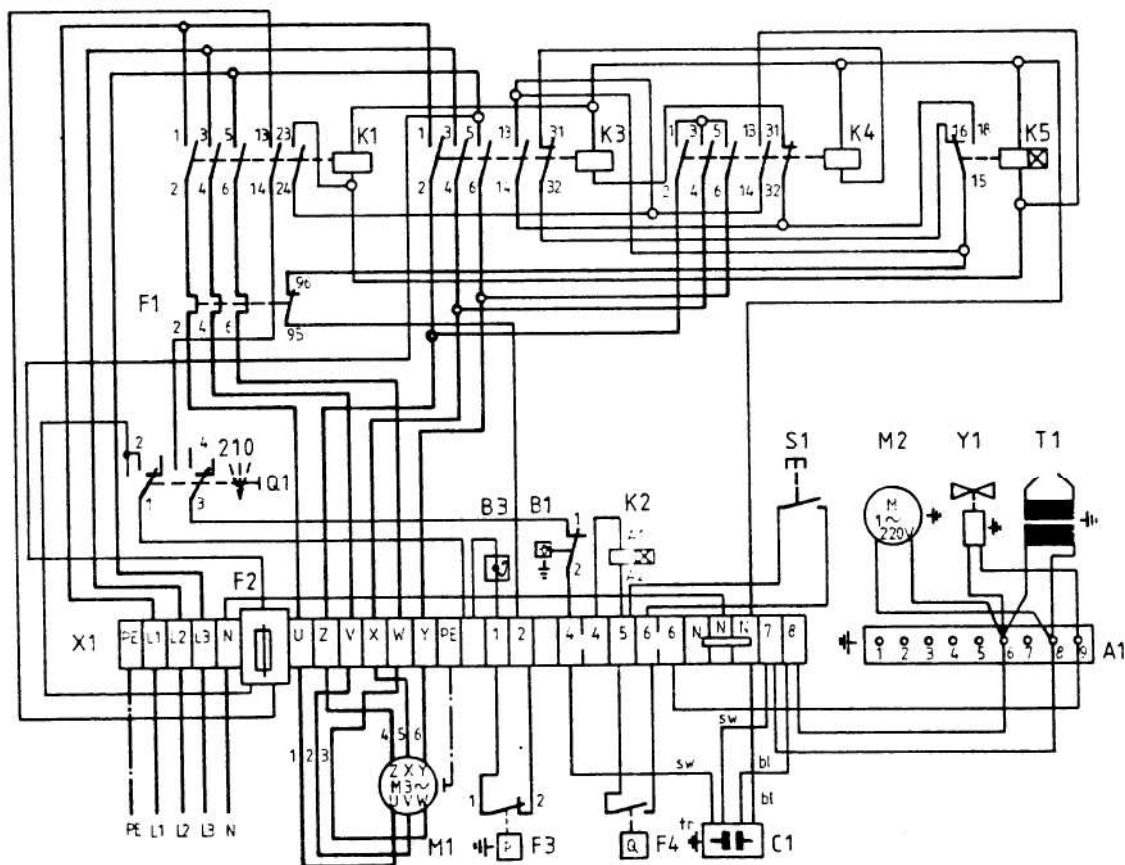 1 3 5 13 23 K1 1 3 5 13 31 K3 1 3 5 13 31 K4 16 18 K5
2 4 6 14 24 2 4 6 14 32 2 4 6 14 32 15
F1 96
2 4 6 95
2 4 210 S1 M2 Y1 T1
Q1
1 3 B3 B1 K2
M
1~
220V
1
A1
2 A2
F2
X1 PE L1 L2 L3 N U Z V X W Y PE 1 2 4 4 5 6 6 N N N 7 8
1 2 3 4 5 6 7 8 9 A1
sw
1 2 3 4 5 6
sw bl
Z X Y
M3~
U V W
1 2
bl
tr
PE L1 L2 L3 N M1 P F3 Q F4 C1